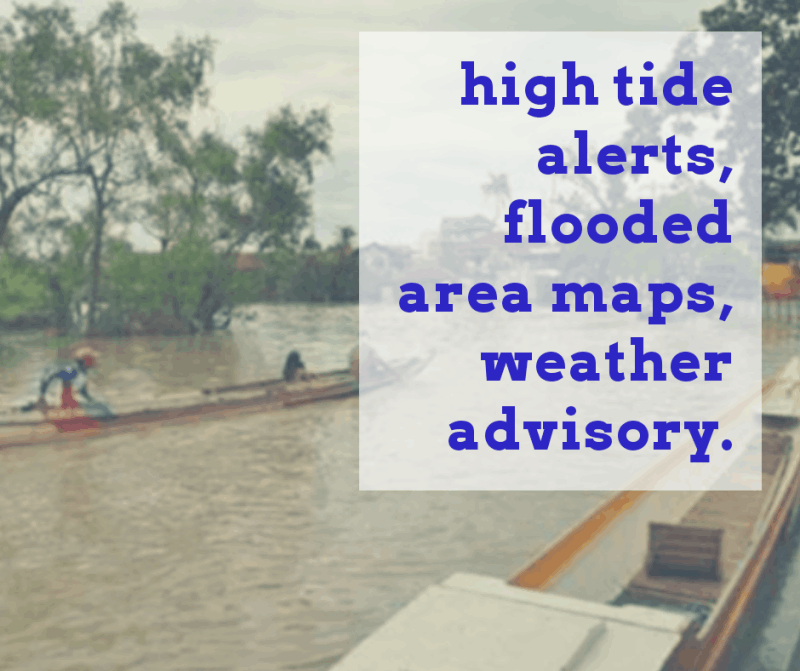 high tide
alerts,
flooded
area maps,
weather
advisory.